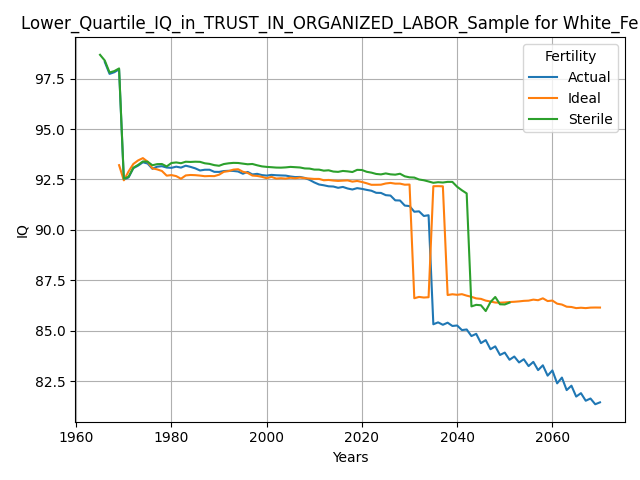 Lower_Quartile_IQ_in_TRUST_IN_ORGANIZED_LABOR_Sample for White_Fe
Fertility
Actual
Ideal
Sterile
IQ
97.5
95.0
92.5
90.0
87.5
85.0
82.5
1960 1980 2000 2020 2040 2060
Years